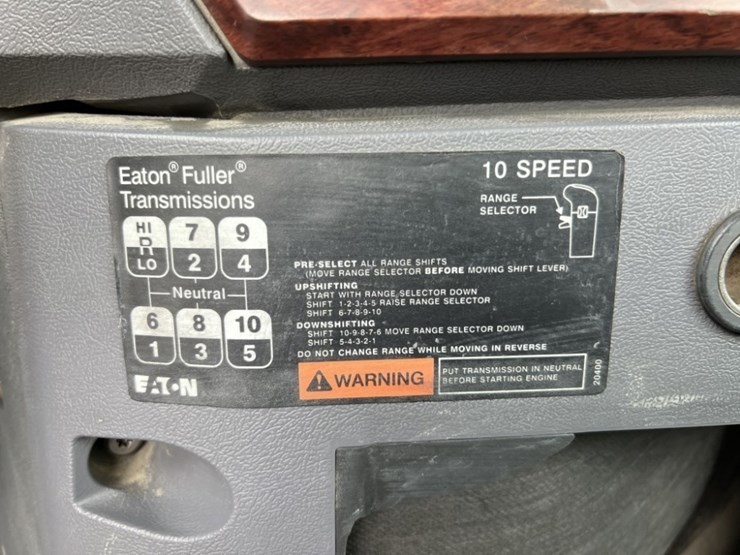 Eaton® Fuller®
Transmissions
10 SPEED
RANGE
SELECTOR
HI
R
LO
7
2
9
4
Neutral
6
1
8
3
10
5
PRE-SELECT ALL RANGE SHIFTS
(MOVE RANGE SELECTOR BEFORE MOVING SHIFT LEVER)
UPSHIFTING
START WITH RANGE SELECTOR DOWN
SHIFT 1-2-3-4-5 RAISE RANGE SELECTOR
SHIFT 6-7-8-9-10
DOWNSHIFTING
SHIFT 10-9-8-7-6 MOVE RANGE SELECTOR DOWN
SHIFT 5-4-3-2-1
DO NOT CHANGE RANGE WHILE MOVING IN REVERSE
EATON
WARNING
PUT TRANSMISSION IN NEUTRAL
BEFORE STARTING ENGINE
20400